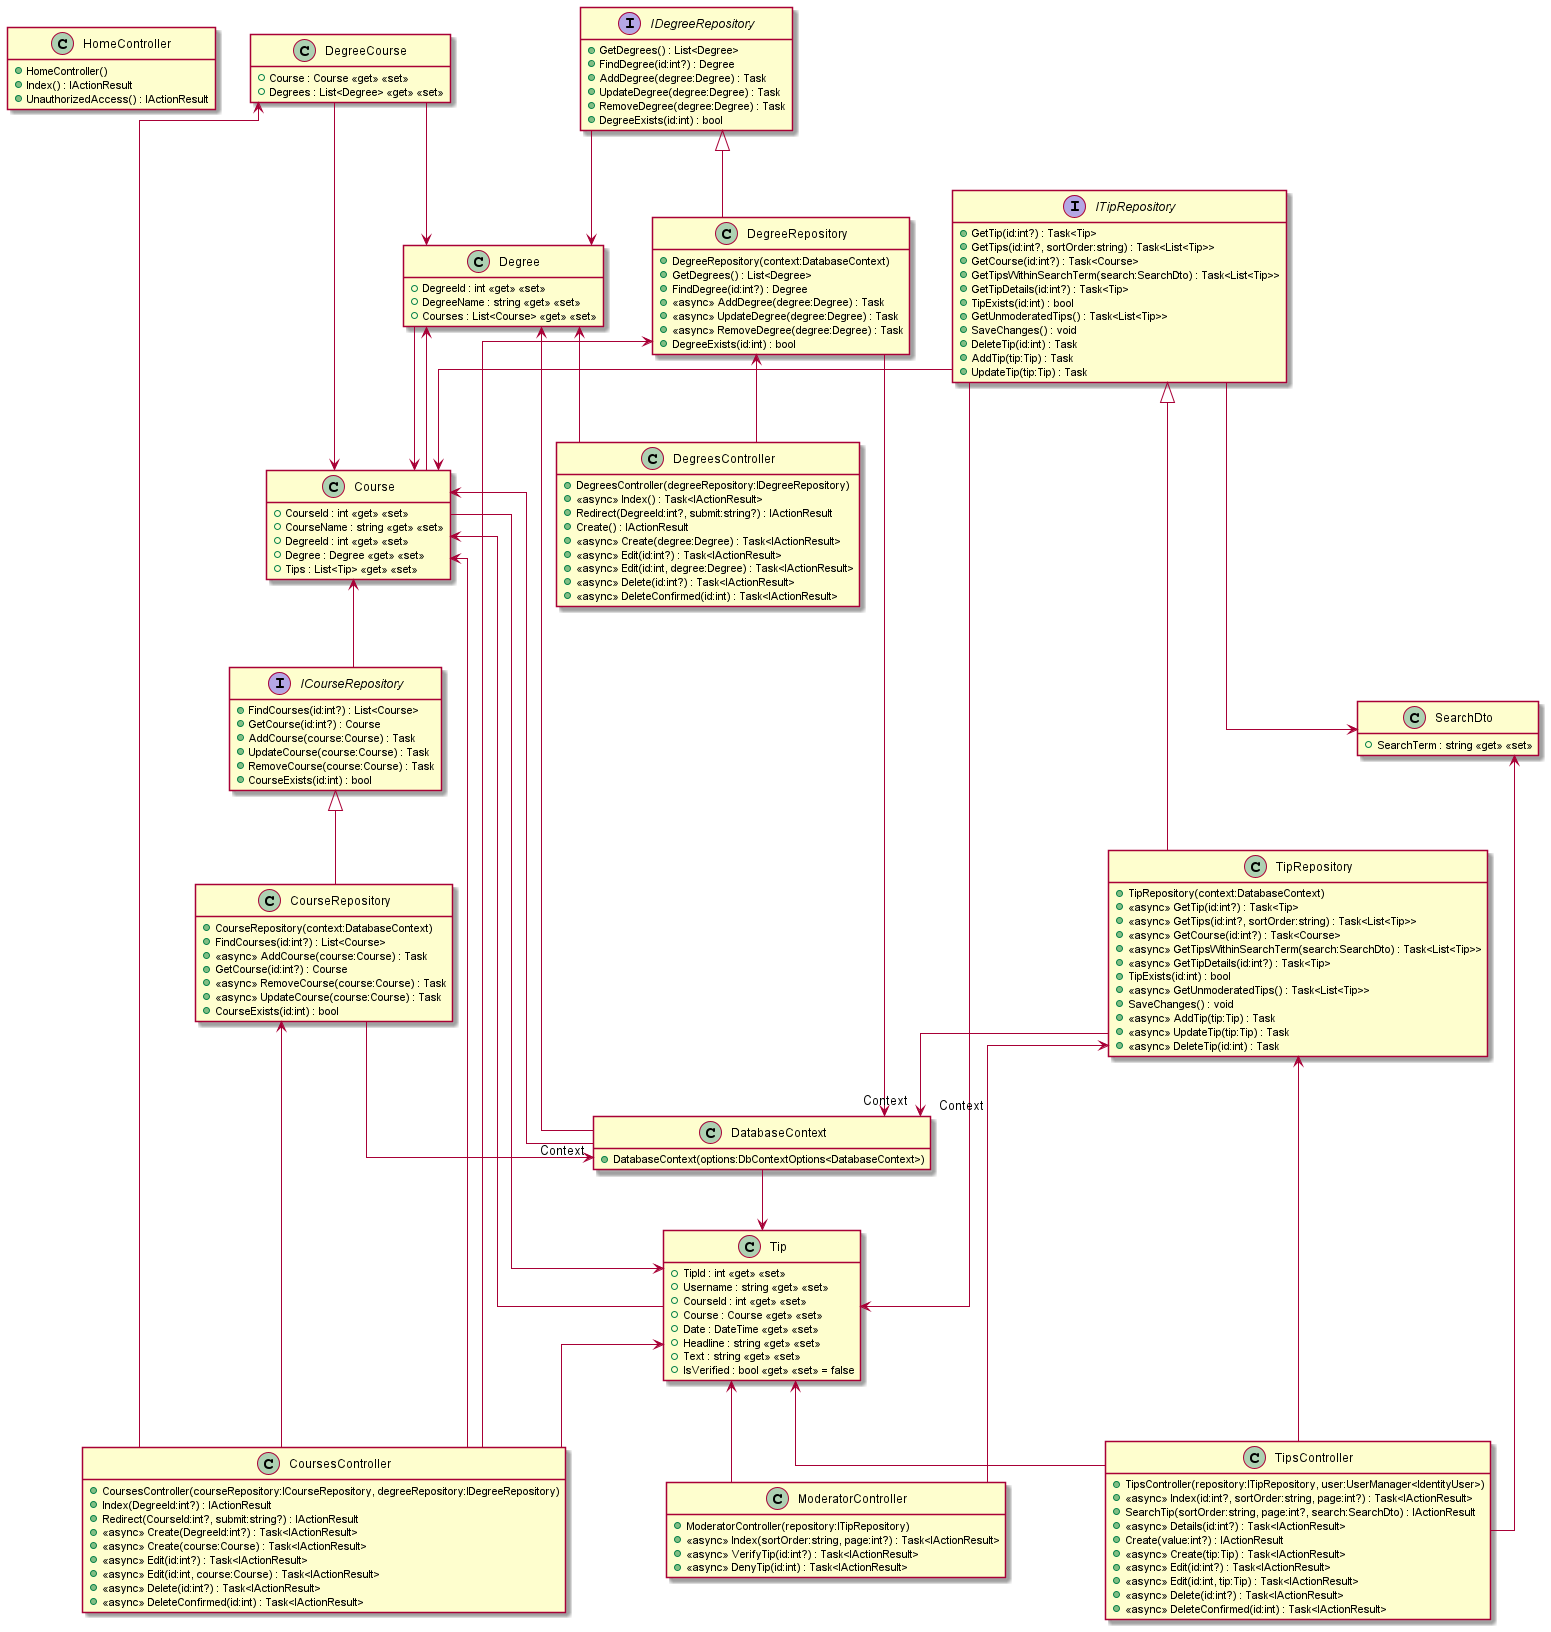 HomeController
HomeController()
Index() : IActionResult
UnauthorizedAccess() : IActionResult
DegreeCourse
Course : Course «get» «set»
Degrees : List<Degree> «get» «set»
IDegreeRepository
GetDegrees() : List<Degree>
FindDegree(id:int?) : Degree
AddDegree(degree:Degree) : Task
UpdateDegree(degree:Degree) : Task
RemoveDegree(degree:Degree) : Task
DegreeExists(id:int) : bool
ITipRepository
GetTip(id:int?) : Task<Tip>
GetTips(id:int?, sortOrder:string) : Task<List<Tip>>
GetCourse(id:int?) : Task<Course>
GetTipsWithinSearchTerm(search:SearchDto) : Task<List<Tip>>
GetTipDetails(id:int?) : Task<Tip>
TipExists(id:int) : bool
GetUnmoderatedTips() : Task<List<Tip>>
SaveChanges() : void
DeleteTip(id:int) : Task
AddTip(tip:Tip) : Task
UpdateTip(tip:Tip) : Task
DegreeRepository
DegreeRepository(context:DatabaseContext)
GetDegrees() : List<Degree>
FindDegree(id:int?) : Degree
«async» AddDegree(degree:Degree) : Task
«async» UpdateDegree(degree:Degree) : Task
«async» RemoveDegree(degree:Degree) : Task
DegreeExists(id:int) : bool
Degree
DegreeId : int «get» «set»
DegreeName : string «get» «set»
Courses : List<Course> «get» «set»
DegreesController
DegreesController(degreeRepository:IDegreeRepository)
«async» Index() : Task<IActionResult>
Redirect(DegreeId:int?, submit:string?) : IActionResult
Create() : IActionResult
«async» Create(degree:Degree) : Task<IActionResult>
«async» Edit(id:int?) : Task<IActionResult>
«async» Edit(id:int, degree:Degree) : Task<IActionResult>
«async» Delete(id:int?) : Task<IActionResult>
«async» DeleteConfirmed(id:int) : Task<IActionResult>
Course
CourseId : int «get» «set»
CourseName : string «get» «set»
DegreeId : int «get» «set»
Degree : Degree «get» «set»
Tips : List<Tip> «get» «set»
ICourseRepository
FindCourses(id:int?) : List<Course>
GetCourse(id:int?) : Course
AddCourse(course:Course) : Task
UpdateCourse(course:Course) : Task
RemoveCourse(course:Course) : Task
CourseExists(id:int) : bool
SearchDto
SearchTerm : string «get» «set»
CourseRepository
CourseRepository(context:DatabaseContext)
FindCourses(id:int?) : List<Course>
«async» AddCourse(course:Course) : Task
GetCourse(id:int?) : Course
«async» RemoveCourse(course:Course) : Task
«async» UpdateCourse(course:Course) : Task
CourseExists(id:int) : bool
TipRepository
TipRepository(context:DatabaseContext)
«async» GetTip(id:int?) : Task<Tip>
«async» GetTips(id:int?, sortOrder:string) : Task<List<Tip>>
«async» GetCourse(id:int?) : Task<Course>
«async» GetTipsWithinSearchTerm(search:SearchDto) : Task<List<Tip>>
«async» GetTipDetails(id:int?) : Task<Tip>
TipExists(id:int) : bool
«async» GetUnmoderatedTips() : Task<List<Tip>>
SaveChanges() : void
«async» AddTip(tip:Tip) : Task
«async» UpdateTip(tip:Tip) : Task
«async» DeleteTip(id:int) : Task
Context
Context
Context
DatabaseContext
DatabaseContext(options:DbContextOptions<DatabaseContext>)
Tip
TipId : int «get» «set»
Username : string «get» «set»
CourseId : int «get» «set»
Course : Course «get» «set»
Date : DateTime «get» «set»
Headline : string «get» «set»
Text : string «get» «set»
IsVerified : bool «get» «set» = false
CoursesController
CoursesController(courseRepository:ICourseRepository, degreeRepository:IDegreeRepository)
Index(DegreeId:int?) : IActionResult
Redirect(CourseId:int?, submit:string?) : IActionResult
«async» Create(DegreeId:int?) : Task<IActionResult>
«async» Create(course:Course) : Task<IActionResult>
«async» Edit(id:int?) : Task<IActionResult>
«async» Edit(id:int, course:Course) : Task<IActionResult>
«async» Delete(id:int?) : Task<IActionResult>
«async» DeleteConfirmed(id:int) : Task<IActionResult>
ModeratorController
ModeratorController(repository:ITipRepository)
«async» Index(sortOrder:string, page:int?) : Task<IActionResult>
«async» VerifyTip(id:int?) : Task<IActionResult>
«async» DenyTip(id:int) : Task<IActionResult>
TipsController
TipsController(repository:ITipRepository, user:UserManager<IdentityUser>)
«async» Index(id:int?, sortOrder:string, page:int?) : Task<IActionResult>
SearchTip(sortOrder:string, page:int?, search:SearchDto) : IActionResult
«async» Details(id:int?) : Task<IActionResult>
Create(value:int?) : IActionResult
«async» Create(tip:Tip) : Task<IActionResult>
«async» Edit(id:int?) : Task<IActionResult>
«async» Edit(id:int, tip:Tip) : Task<IActionResult>
«async» Delete(id:int?) : Task<IActionResult>
«async» DeleteConfirmed(id:int) : Task<IActionResult>